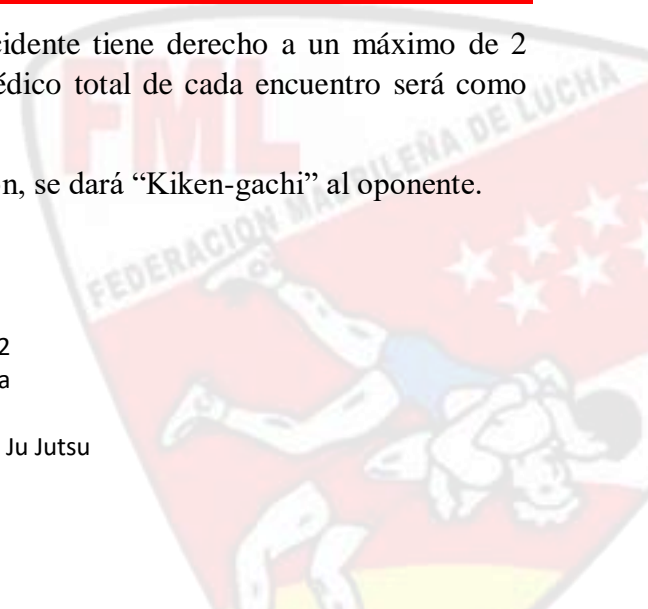 cidente tiene derecho a un máximo de 2
édico total de cada encuentro será como
n, se dará “Kiken-gachi” al oponente.
2
a
Ju Jutsu
FML
FEDERACION MADRILEÑA DE LUCHA